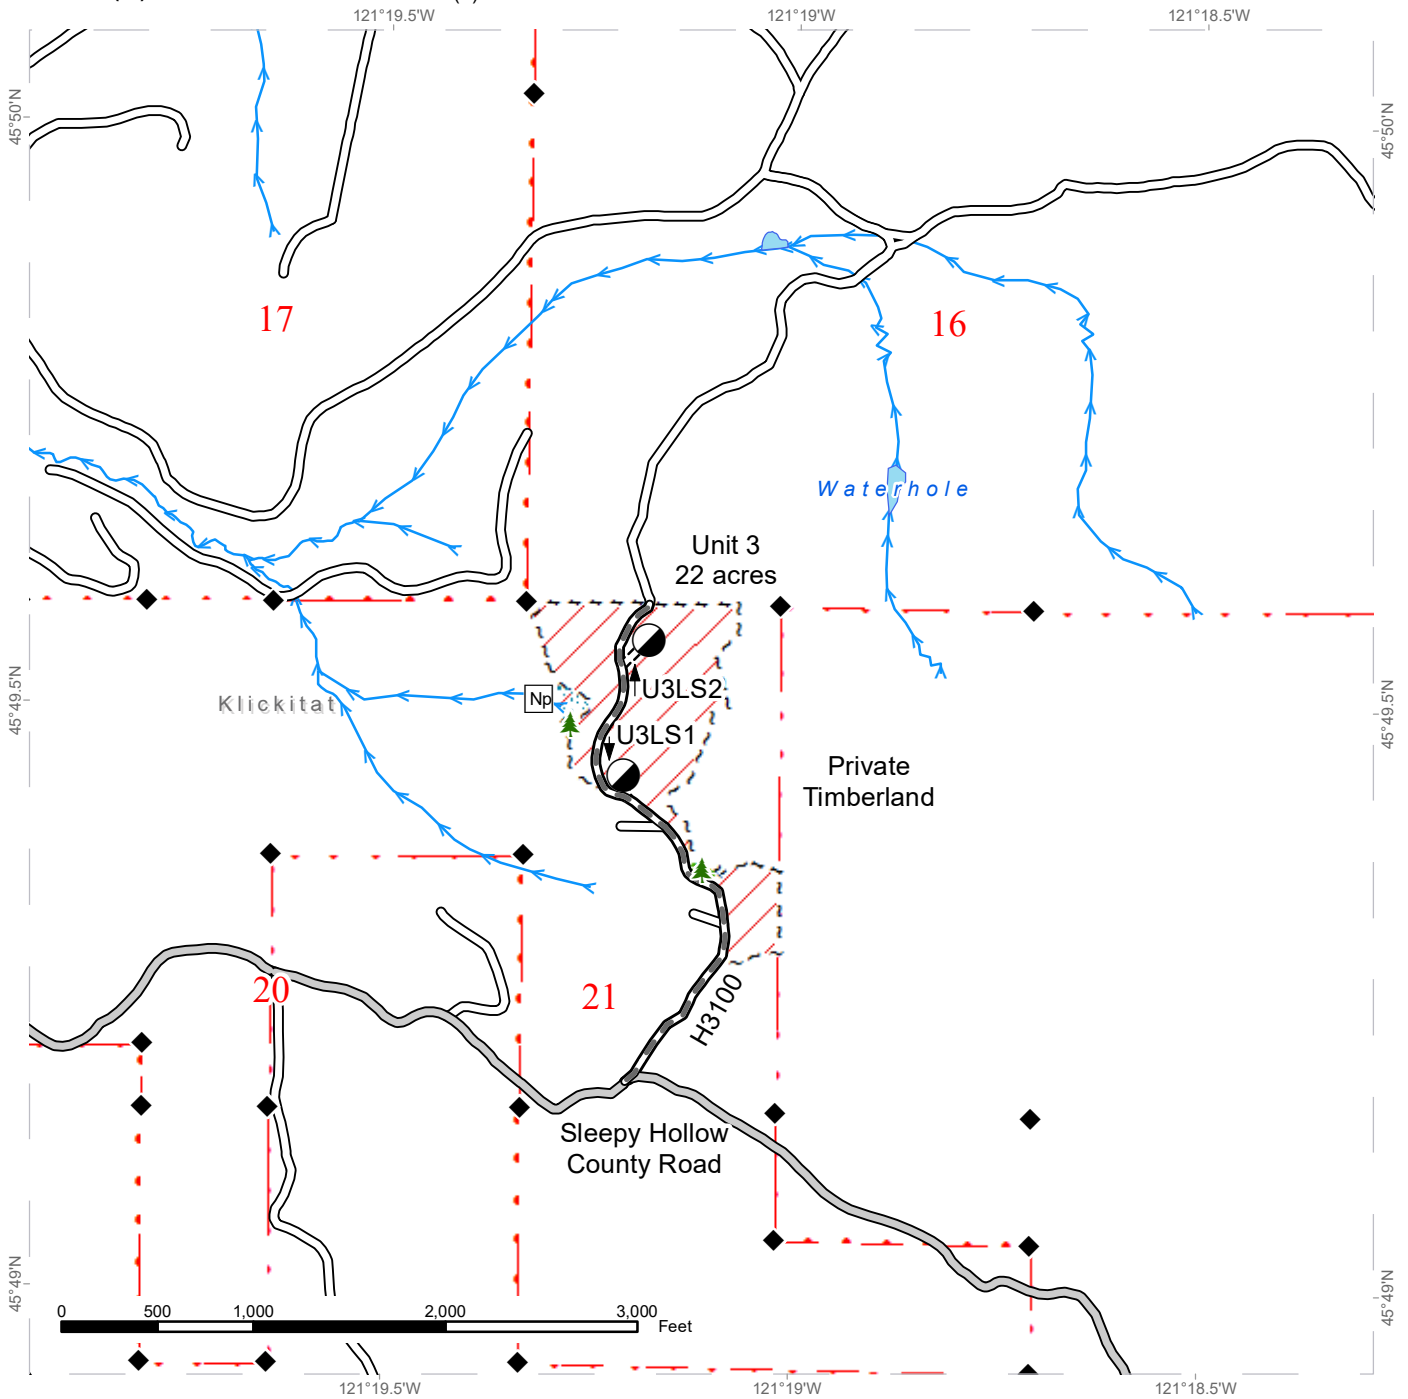 121°19.5'W
121°19'W
121°18.5'W
45°50'N
45°50'N
17
16
Waterhole
Unit 3
22 acres
45°49.5'N
45°49.5'N
Klickitat
Np
U3LS2
U3LS1
Private
Timberland
20
21
H3100
Sleepy Hollow
County Road
45°49'N
45°49'N
0 500 1,000 2,000 3,000
Feet
121°19.5'W
121°19'W
121°18.5'W